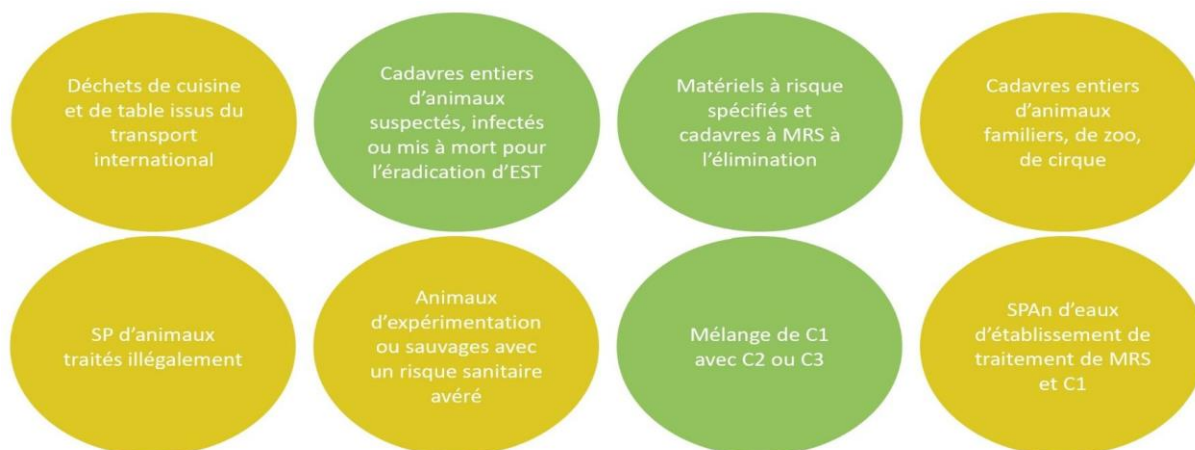 Déchets de cuisine
et de table issus du
transport
international
Cadavres entiers
d’animaux
suspectés, infectés
ou mis à mort pour
l’éradication d’EST
Matériels à risque
spécifiés et
cadavres à MRS à
l’élimination
Cadavres entiers
d’animaux
familiers, de zoo,
de cirque
SP d’animaux
traités illégalement
Animaux
d’expérimentation
ou sauvages avec
un risque sanitaire
avéré
Mélange de C1
avec C2 ou C3
SPAn d’eaux
d’établissement de
traitement de MRS
et C1